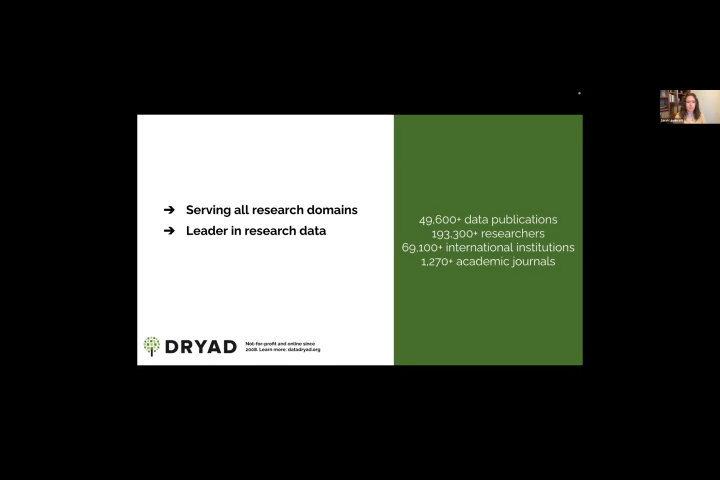 ➔ Serving all research domains
➔ Leader in research data
49,600+ data publications
193,300+ researchers
69,100+ international institutions
1,270+ academic journals
DRYAD
Not-for-profit and online since
2008. Learn more: datadryad.org